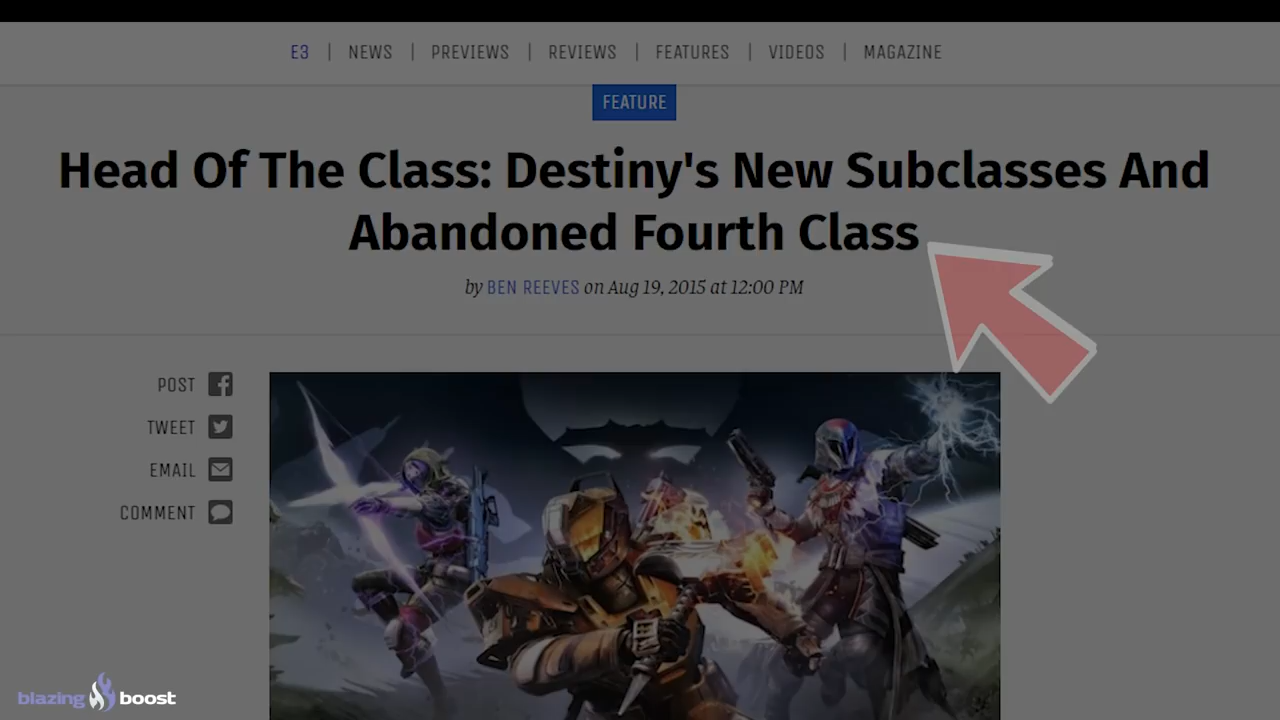 E3 | NEWS | PREVIEWS | REVIEWS | FEATURES | VIDEOS | MAGAZINE
FEATURE
Head Of The Class: Destiny's New Subclasses And
Abandoned Fourth Class
by BEN REEVES on Aug 19, 2015 at 12:00 PM
POST
TWEET
EMAIL
COMMENT
blazing boost